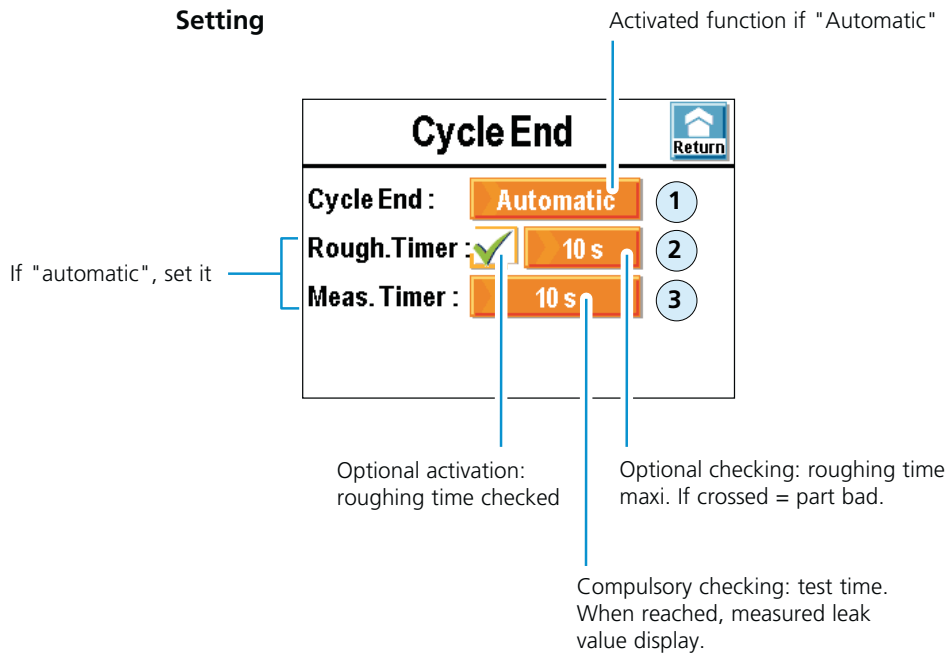 Setting
Activated function if "Automatic"
Cycle End
Return
Cycle End : Automatic 1
Rough.Timer : 10 s 2
If "automatic", set it
Meas. Timer : 10 s 3
Optional activation:
roughing time checked
Optional checking: roughing time
maxi. If crossed = part bad.
Compulsory checking: test time.
When reached, measured leak
value display.